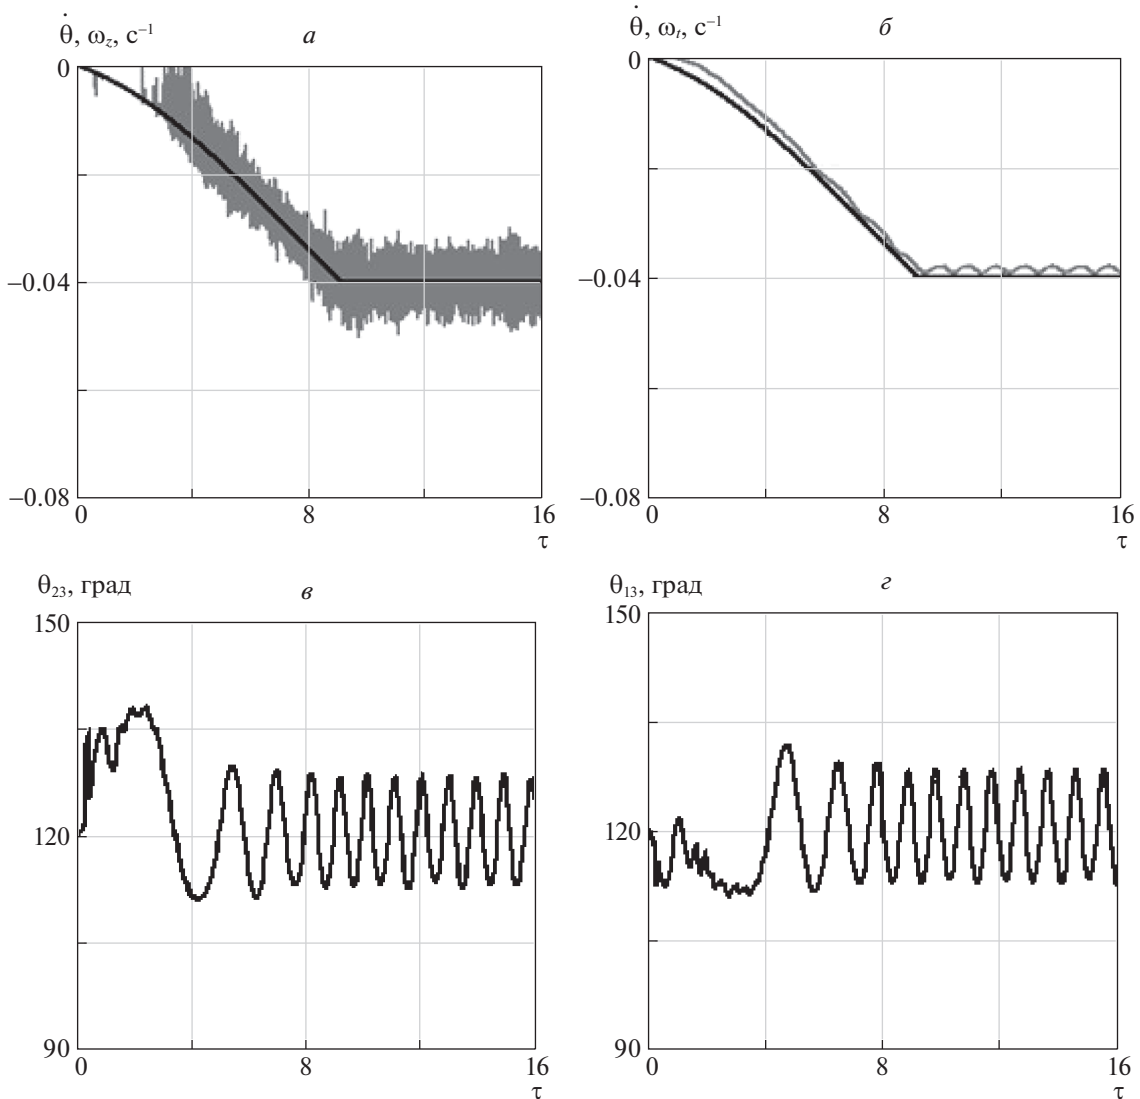 θ̇, ω_z, с⁻¹
а
0
−0.04
−0.08
0
8
16
τ
θ̇, ω_t, с⁻¹
б
0
−0.04
−0.08
0
8
16
τ
θ₂₃, град
в
150
120
90
0
8
16
τ
θ₁₃, град
г
150
120
90
0
8
16
τ